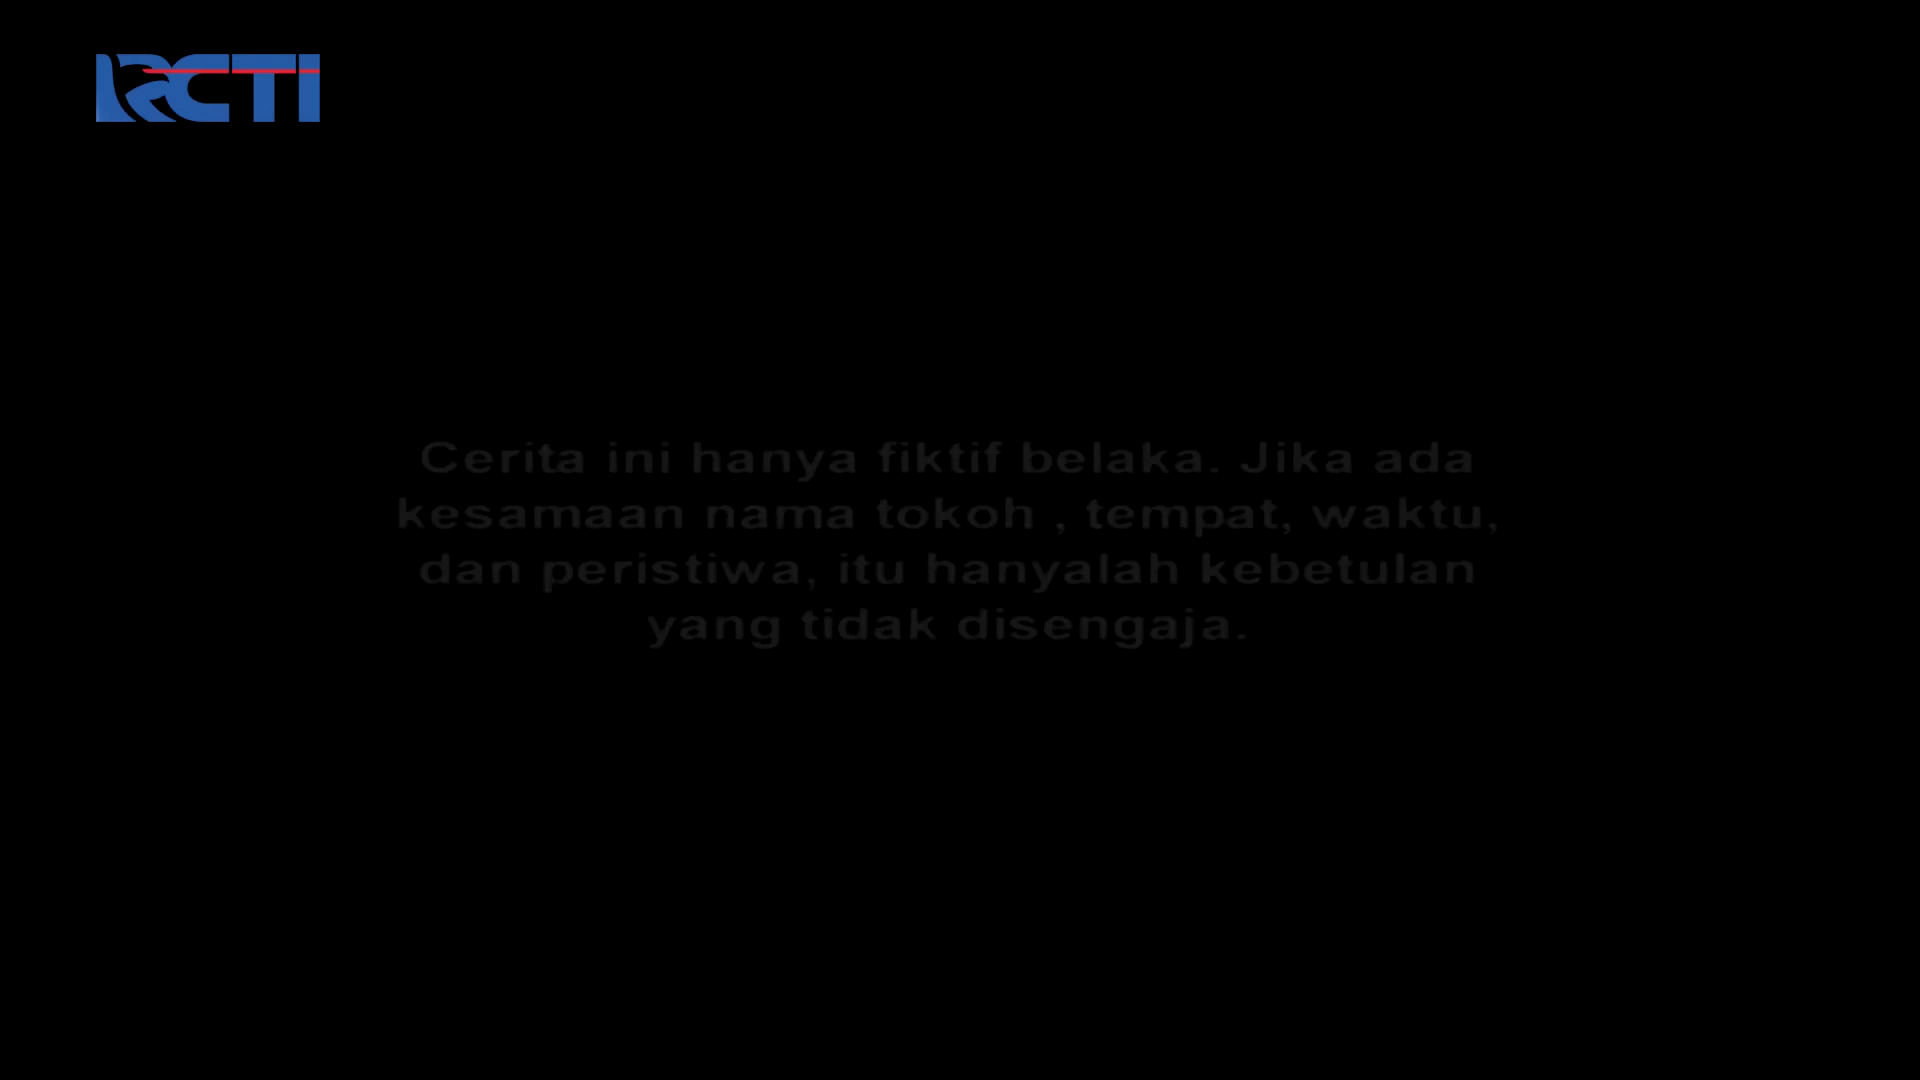 RCTI
Cerita ini hanya fiktif belaka. Jika ada
kesamaan nama tokoh , tempat, waktu,
dan peristiwa, itu hanyalah kebetulan
yang tidak disengaja.